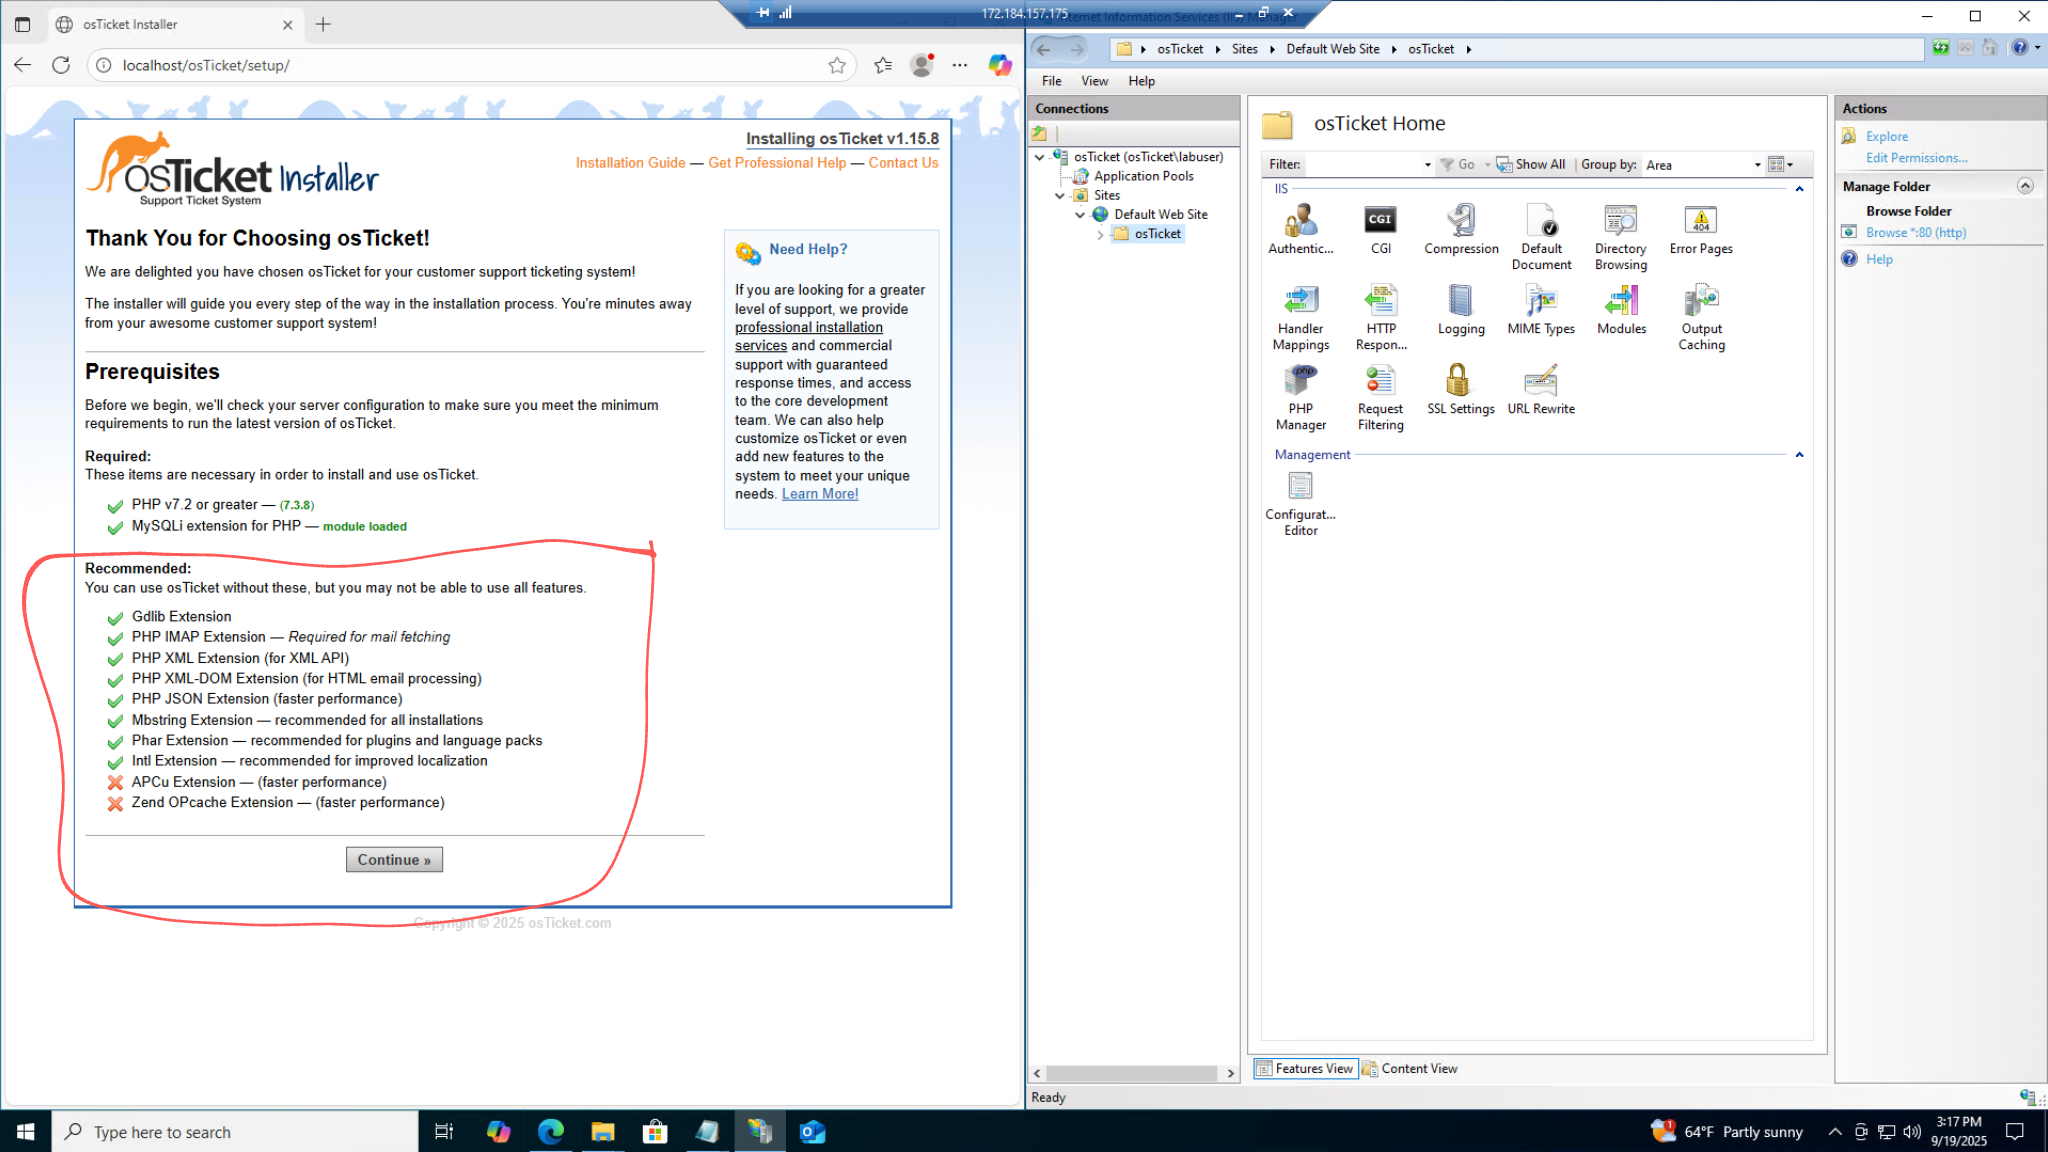 osTicket Installer
172.184.157.175
Internet Information Services (IIS) Manager
localhost/osTicket/setup/
osTicket
Sites
Default Web Site
osTicket
File
View
Help
Connections
osTicket (osTicket\labuser)
Application Pools
Sites
Default Web Site
osTicket
osTicket Home
Filter:
Go
Show All
Group by:
Area
IIS
Authentic...
CGI
Compression
Default Document
Directory Browsing
Error Pages
Handler Mappings
HTTP Respon...
Logging
MIME Types
Modules
Output Caching
PHP Manager
Request Filtering
SSL Settings
URL Rewrite
Management
Configurat... Editor
Actions
Explore
Edit Permissions...
Manage Folder
Browse Folder
Browse *:80 (http)
Help
Features View
Content View
Ready
osTicket Installer
Support Ticket System
Installing osTicket v1.15.8
Installation Guide — Get Professional Help — Contact Us
Thank You for Choosing osTicket!
We are delighted you have chosen osTicket for your customer support ticketing system!
The installer will guide you every step of the way in the installation process. You're minutes away
from your awesome customer support system!
Prerequisites
Before we begin, we'll check your server configuration to make sure you meet the minimum
requirements to run the latest version of osTicket.
Required:
These items are necessary in order to install and use osTicket.
PHP v7.2 or greater — (7.3.8)
MySQLi extension for PHP — module loaded
Recommended:
You can use osTicket without these, but you may not be able to use all features.
Gdlib Extension
PHP IMAP Extension — Required for mail fetching
PHP XML Extension (for XML API)
PHP XML-DOM Extension (for HTML email processing)
PHP JSON Extension (faster performance)
Mbstring Extension — recommended for all installations
Phar Extension — recommended for plugins and language packs
Intl Extension — recommended for improved localization
APCu Extension — (faster performance)
Zend OPcache Extension — (faster performance)
Continue »
Need Help?
If you are looking for a greater
level of support, we provide
professional installation
services and commercial
support with guaranteed
response times, and access
to the core development
team. We can also help
customize osTicket or even
add new features to the
system to meet your unique
needs. Learn More!
Copyright © 2025 osTicket.com
Type here to search
64°F Partly sunny
3:17 PM
9/19/2025